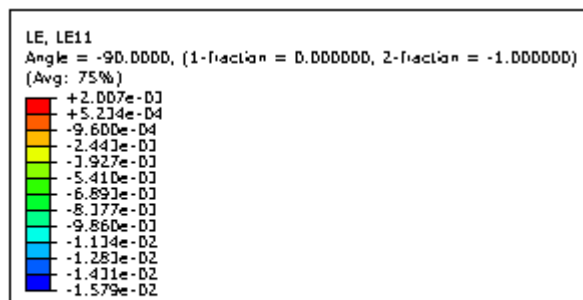 LE, LE11
Angle = -90.0000, (1-fraction = 0.000000, 2-fraction = -1.000000)
(Avg: 75%)
+2.007e-03
+5.234e-04
-9.600e-04
-2.443e-03
-3.927e-03
-5.410e-03
-6.893e-03
-8.377e-03
-9.860e-03
-1.134e-02
-1.283e-02
-1.431e-02
-1.579e-02